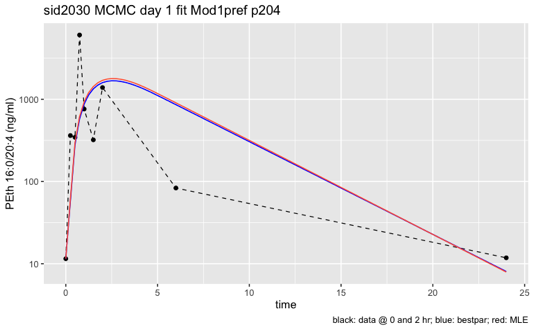 sid2030 MCMC day 1 fit Mod1pref p204
PEth 16:0/20:4 (ng/ml)
1000
100
10
0
5
10
15
20
25
time
black: data @ 0 and 2 hr; blue: bestpar; red: MLE